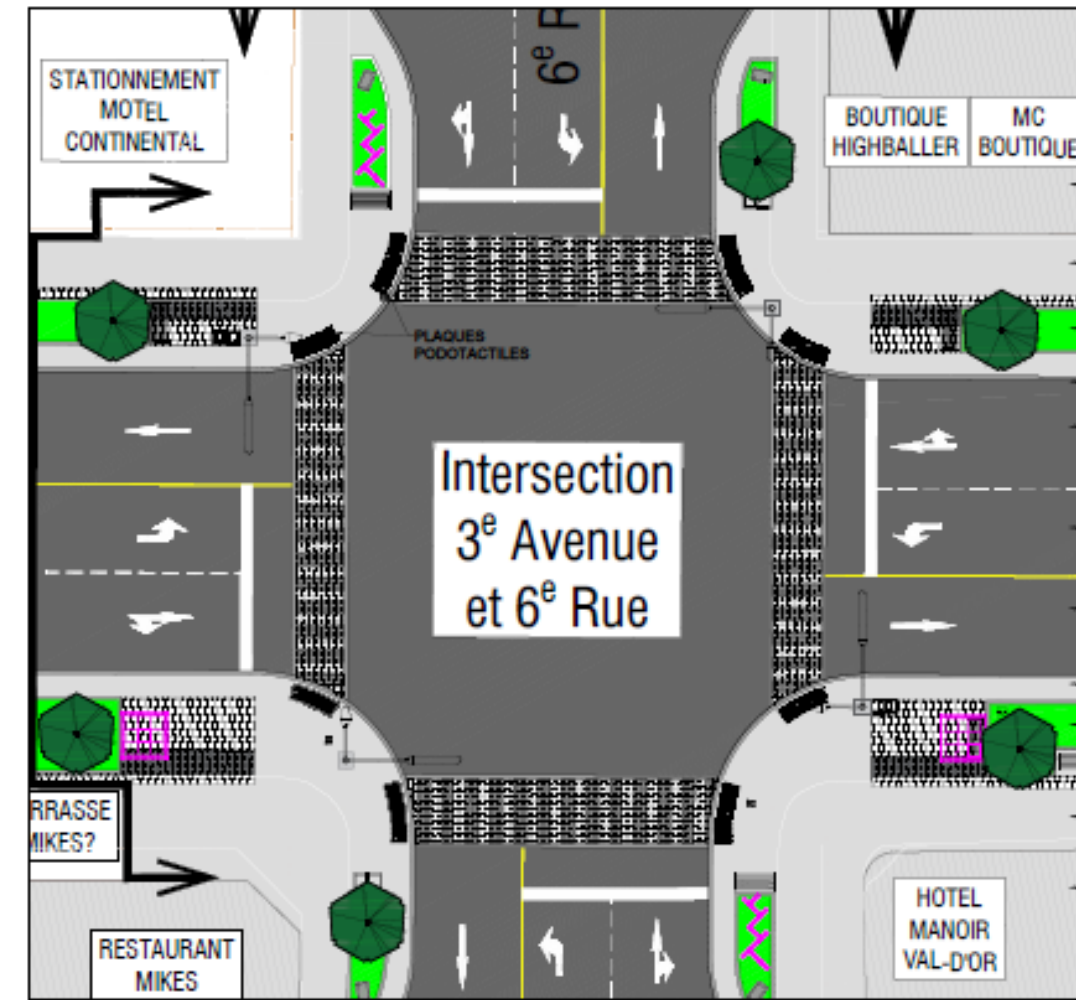 6e R
STATIONNEMENT
MOTEL
CONTINENTAL
BOUTIQUE
HIGHBALLER
MC
BOUTIQUE
PLAQUES
PODOTACTILES
Intersection
3e Avenue
et 6e Rue
RRASSE
MIKES?
RESTAURANT
MIKES
HOTEL
MANOIR
VAL-D'OR